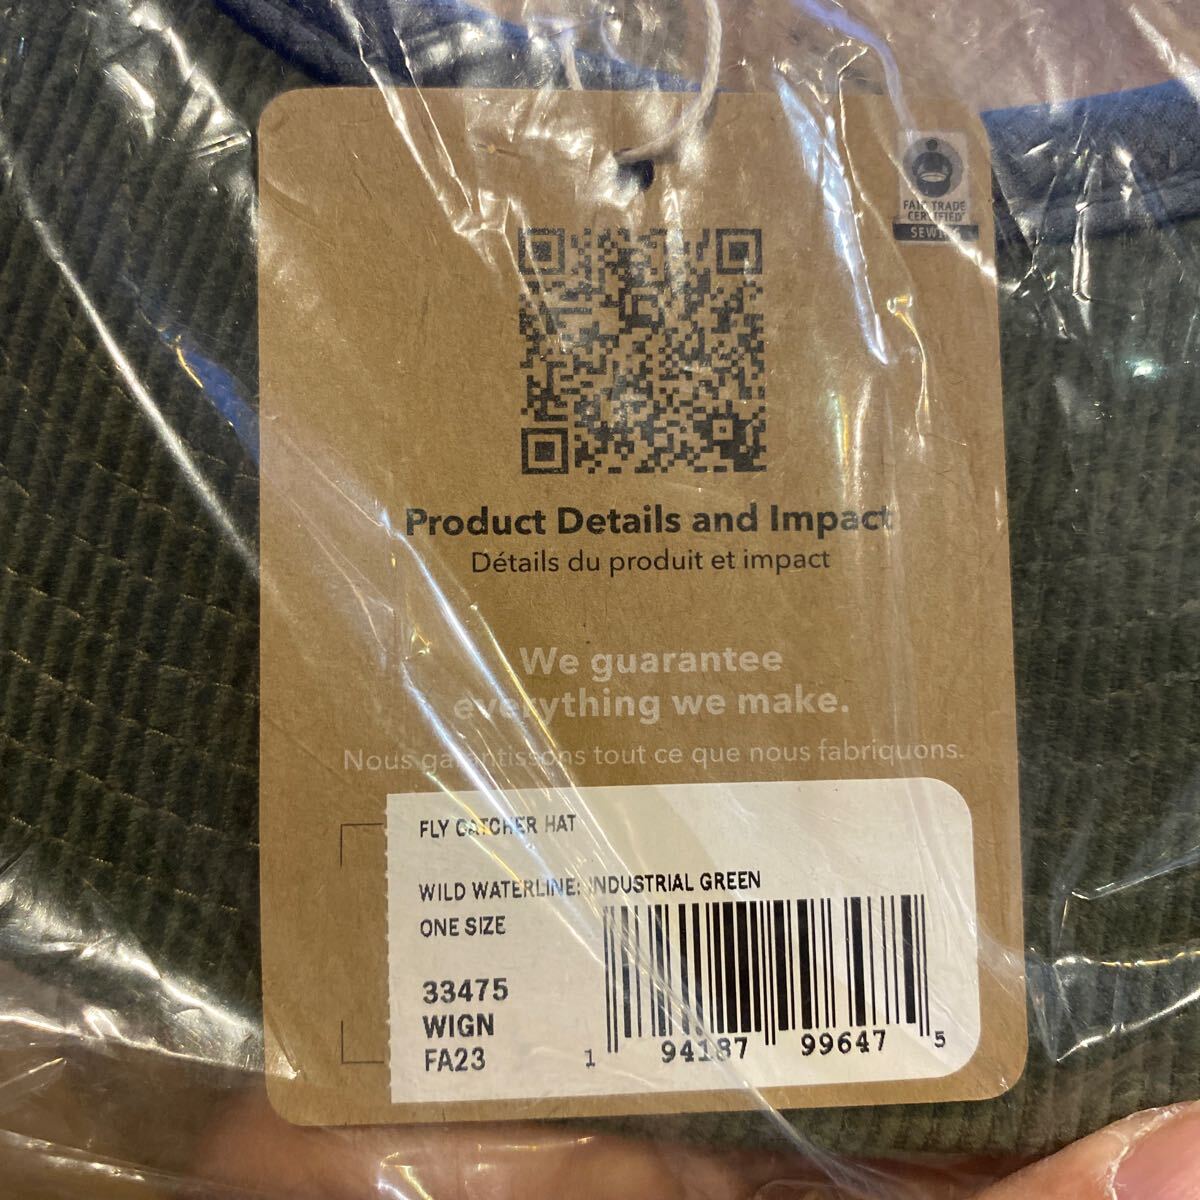 FAIR TRADE
CERTIFIED
SEWING
Product Details and Impact
Détails du produit et impact
We guarantee
everything we make.
Nous garantissons tout ce que nous fabriquons.
FLY CATCHER HAT
WILD WATERLINE: INDUSTRIAL GREEN
ONE SIZE
33475
WIGN
FA23
1 94187 99647 5